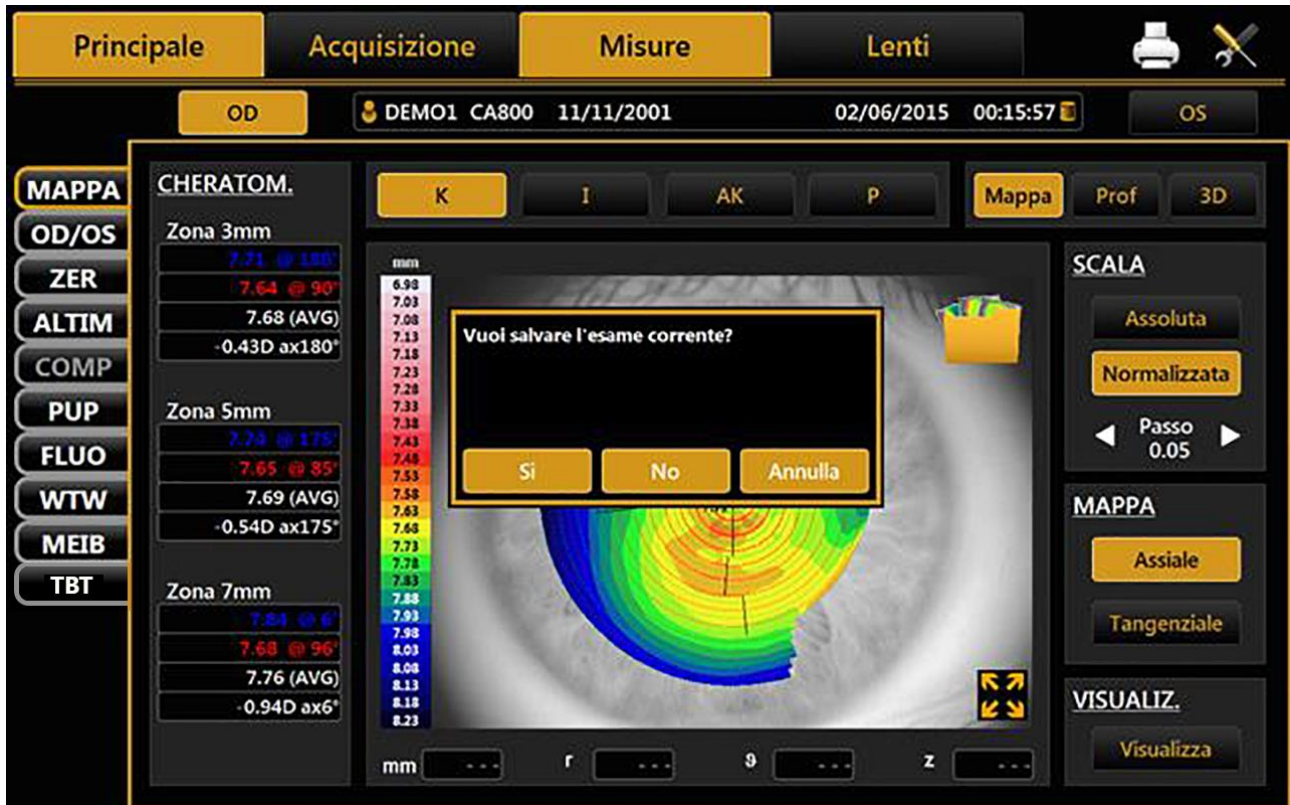 Principale Acquisizione Misure Lenti
OD DEMO1 CA800 11/11/2001 02/06/2015 00:15:57 OS
MAPPA
OD/OS
ZER
ALTIM
COMP
PUP
FLUO
WTW
MEIB
TBT
CHERATOM.
Zona 3mm
7.71 @ 180°
7.64 @ 90°
7.68 (AVG)
-0.43D ax180°
Zona 5mm
7.74 @ 175°
7.65 @ 85°
7.69 (AVG)
-0.54D ax175°
Zona 7mm
7.84 @ 6°
7.68 @ 96°
7.76 (AVG)
-0.94D ax6°
K I AK P
Mappa Prof 3D
mm
6.98
7.03
7.08
7.13
7.18
7.23
7.28
7.33
7.38
7.43
7.48
7.53
7.58
7.63
7.68
7.73
7.78
7.83
7.88
7.93
7.98
8.03
8.08
8.13
8.18
8.23
Vuoi salvare l'esame corrente?
Si No Annulla
mm --- r --- ϑ --- z ---
SCALA
Assoluta
Normalizzata
Passo
0.05
MAPPA
Assiale
Tangenziale
VISUALIZ.
Visualizza